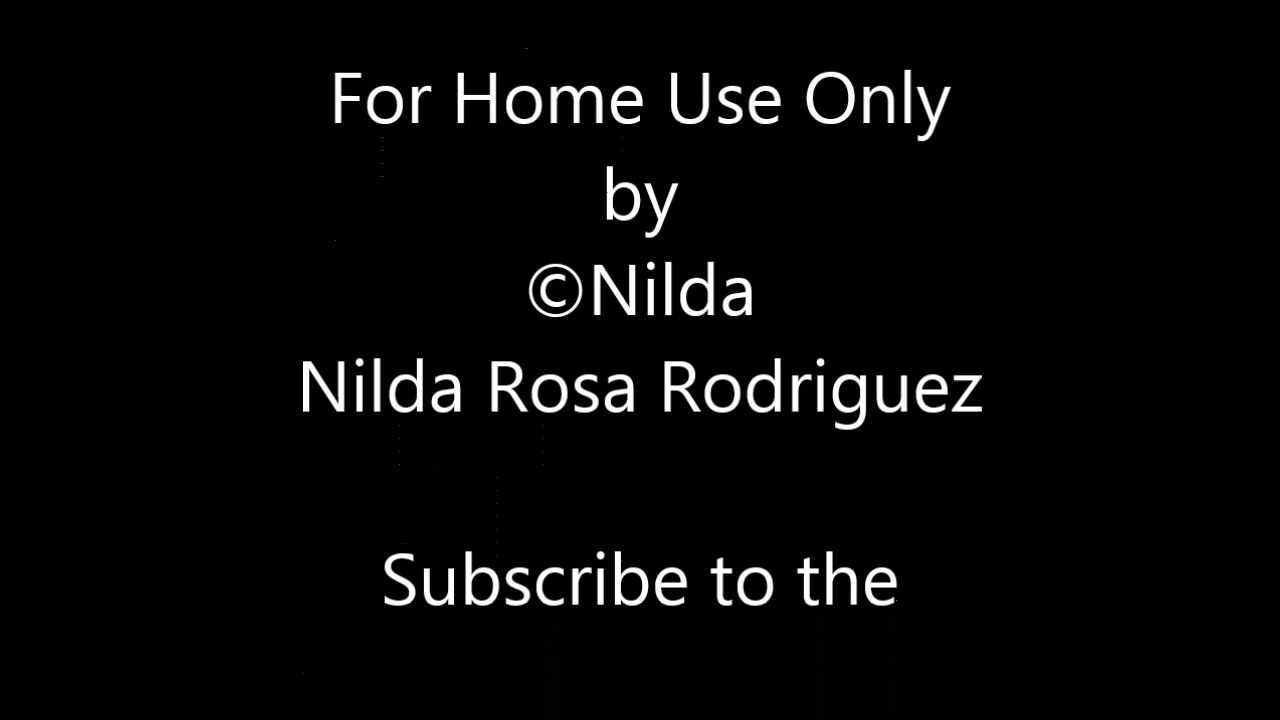 For Home Use Only
by
©Nilda
Nilda Rosa Rodriguez
Subscribe to the